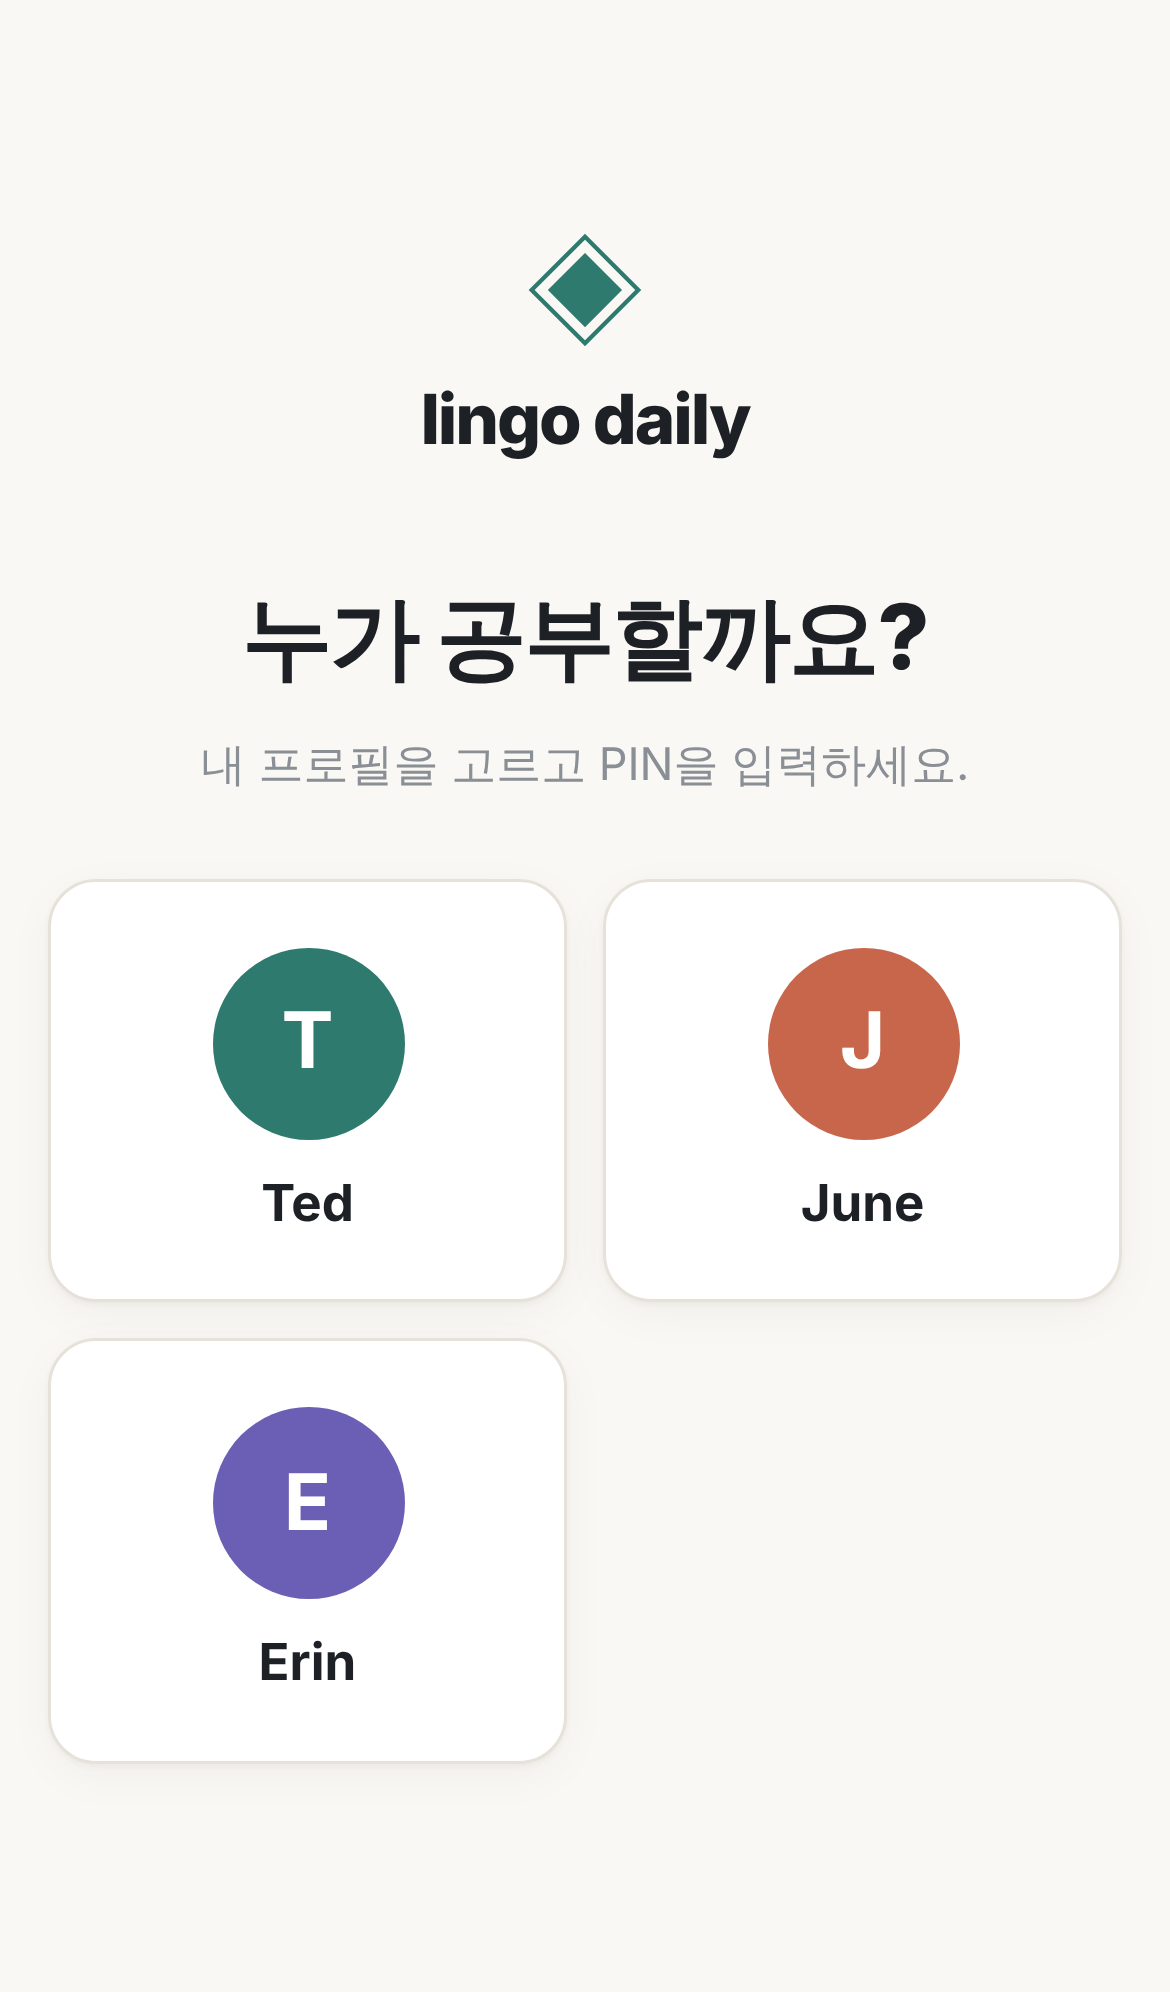 lingo daily
누가 공부할까요?
내 프로필을 고르고 PIN을 입력하세요.
T
Ted
J
June
E
Erin